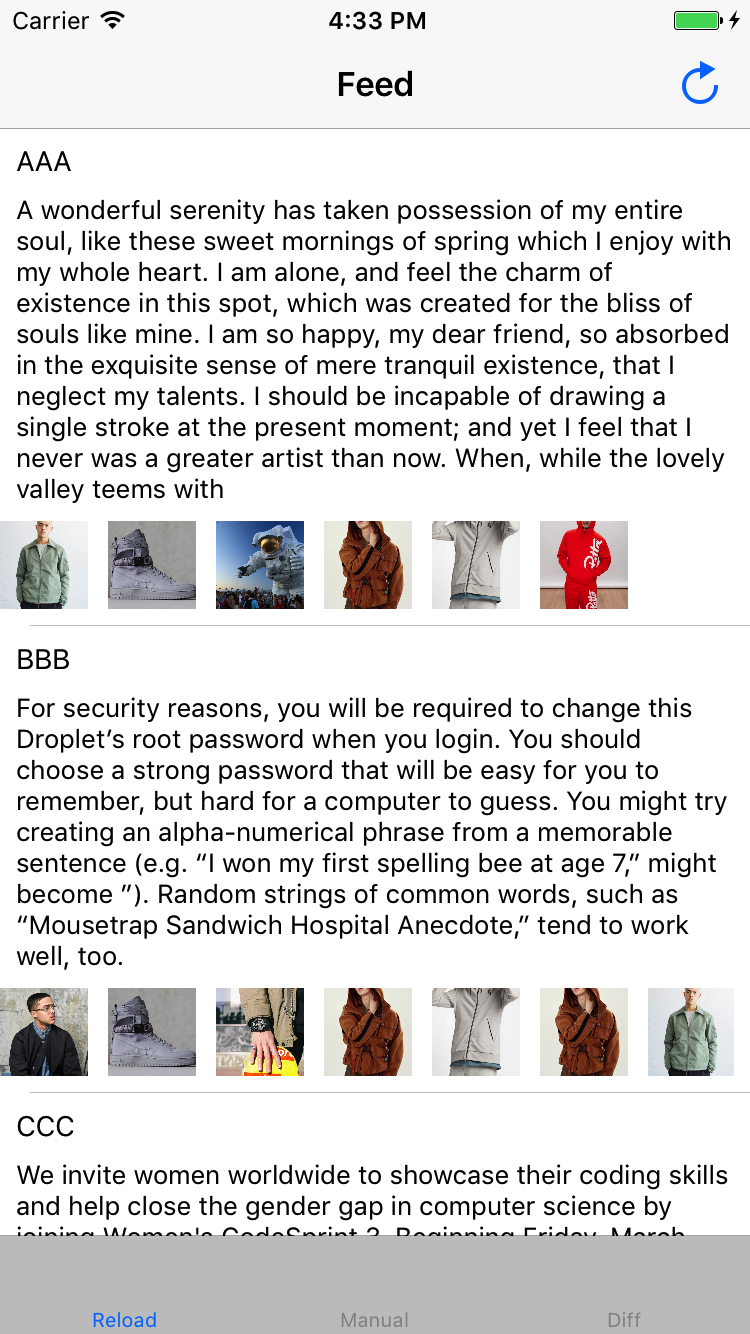 Carrier 4:33 PM
Feed
AAA
A wonderful serenity has taken possession of my entire
soul, like these sweet mornings of spring which I enjoy with
my whole heart. I am alone, and feel the charm of
existence in this spot, which was created for the bliss of
souls like mine. I am so happy, my dear friend, so absorbed
in the exquisite sense of mere tranquil existence, that I
neglect my talents. I should be incapable of drawing a
single stroke at the present moment; and yet I feel that I
never was a greater artist than now. When, while the lovely
valley teems with
BBB
For security reasons, you will be required to change this
Droplet’s root password when you login. You should
choose a strong password that will be easy for you to
remember, but hard for a computer to guess. You might try
creating an alpha-numerical phrase from a memorable
sentence (e.g. “I won my first spelling bee at age 7,” might
become ”). Random strings of common words, such as
“Mousetrap Sandwich Hospital Anecdote,” tend to work
well, too.
CCC
We invite women worldwide to showcase their coding skills
and help close the gender gap in computer science by
joining Women's CodeSprint 3. Beginning Friday, March
Reload Manual Diff